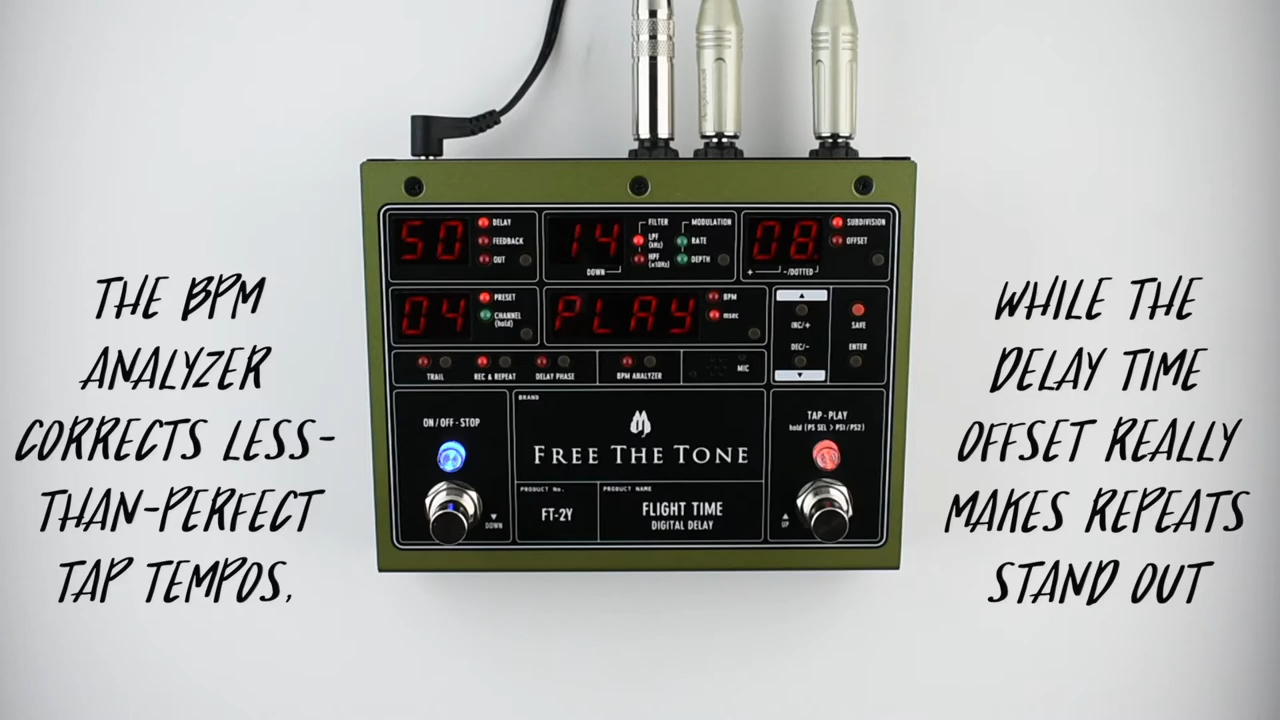 THE BPM
ANALYZER
CORRECTS LESS-
THAN-PERFECT
TAP TEMPOS,
50
DELAY
FEEDBACK
OUT
14
DOWN
FILTER
LPF
(kHz)
HPF
(x10Hz)
MODULATION
RATE
DEPTH
08.
+ -/DOTTED
SUBDIVISION
OFFSET
04
PRESET
CHANNEL
(hold)
PLAY
BPM
msec
▲
INC/+
DEC/-
▼
SAVE
ENTER
TRAIL
REC & REPEAT
DELAY PHASE
BPM ANALYZER
MIC
ON/OFF-STOP
▼
DOWN
BRAND
FREE THE TONE
PRODUCT No.
FT-2Y
PRODUCT NAME
FLIGHT TIME
DIGITAL DELAY
TAP-PLAY
hold (PS SEL > PS1/PS2)
▲
UP
WHILE THE
DELAY TIME
OFFSET REALLY
MAKES REPEATS
STAND OUT